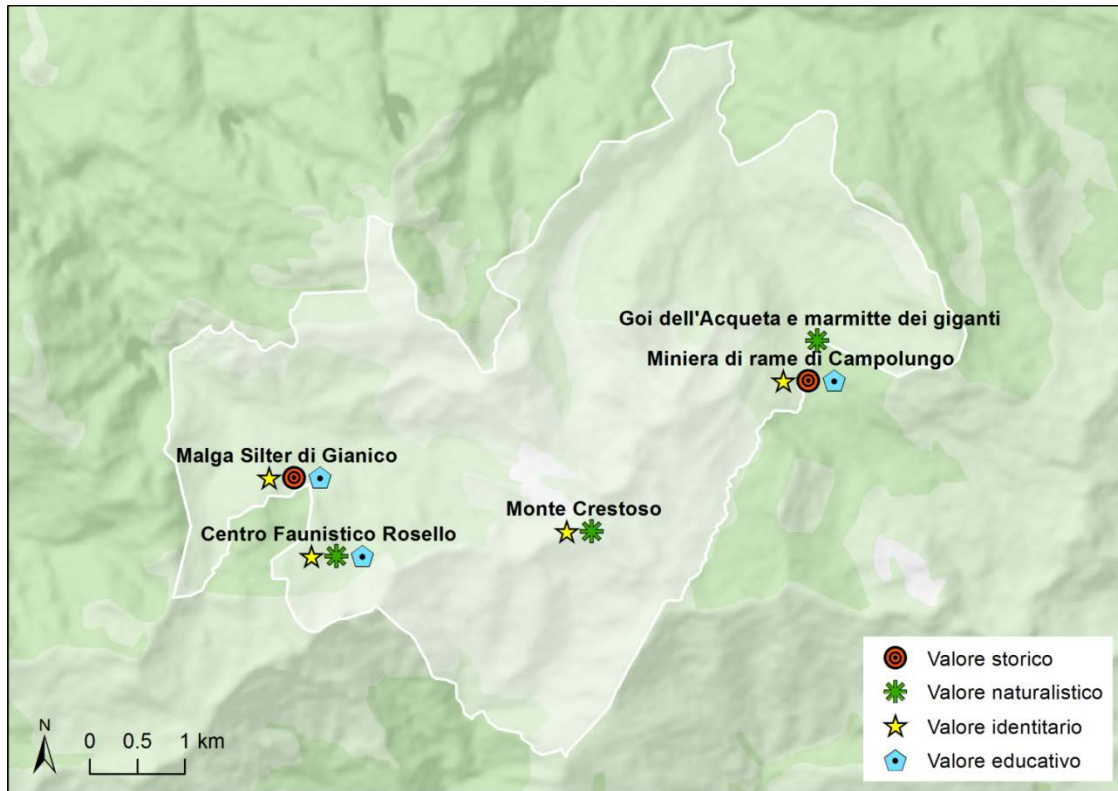 Goi dell'Acqueta e marmitte dei giganti
Miniera di rame di Campolungo
Malga Silter di Gianico
Monte Crestoso
Centro Faunistico Rosello
Valore storico
Valore naturalistico
Valore identitario
Valore educativo
N
0 0.5 1 km